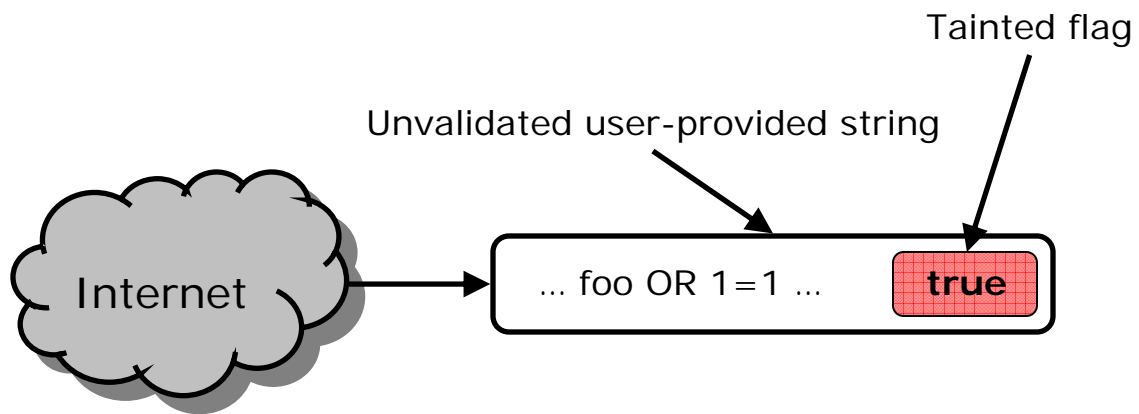 Tainted flag
Unvalidated user-provided string
Internet
... foo OR 1=1 ...
true